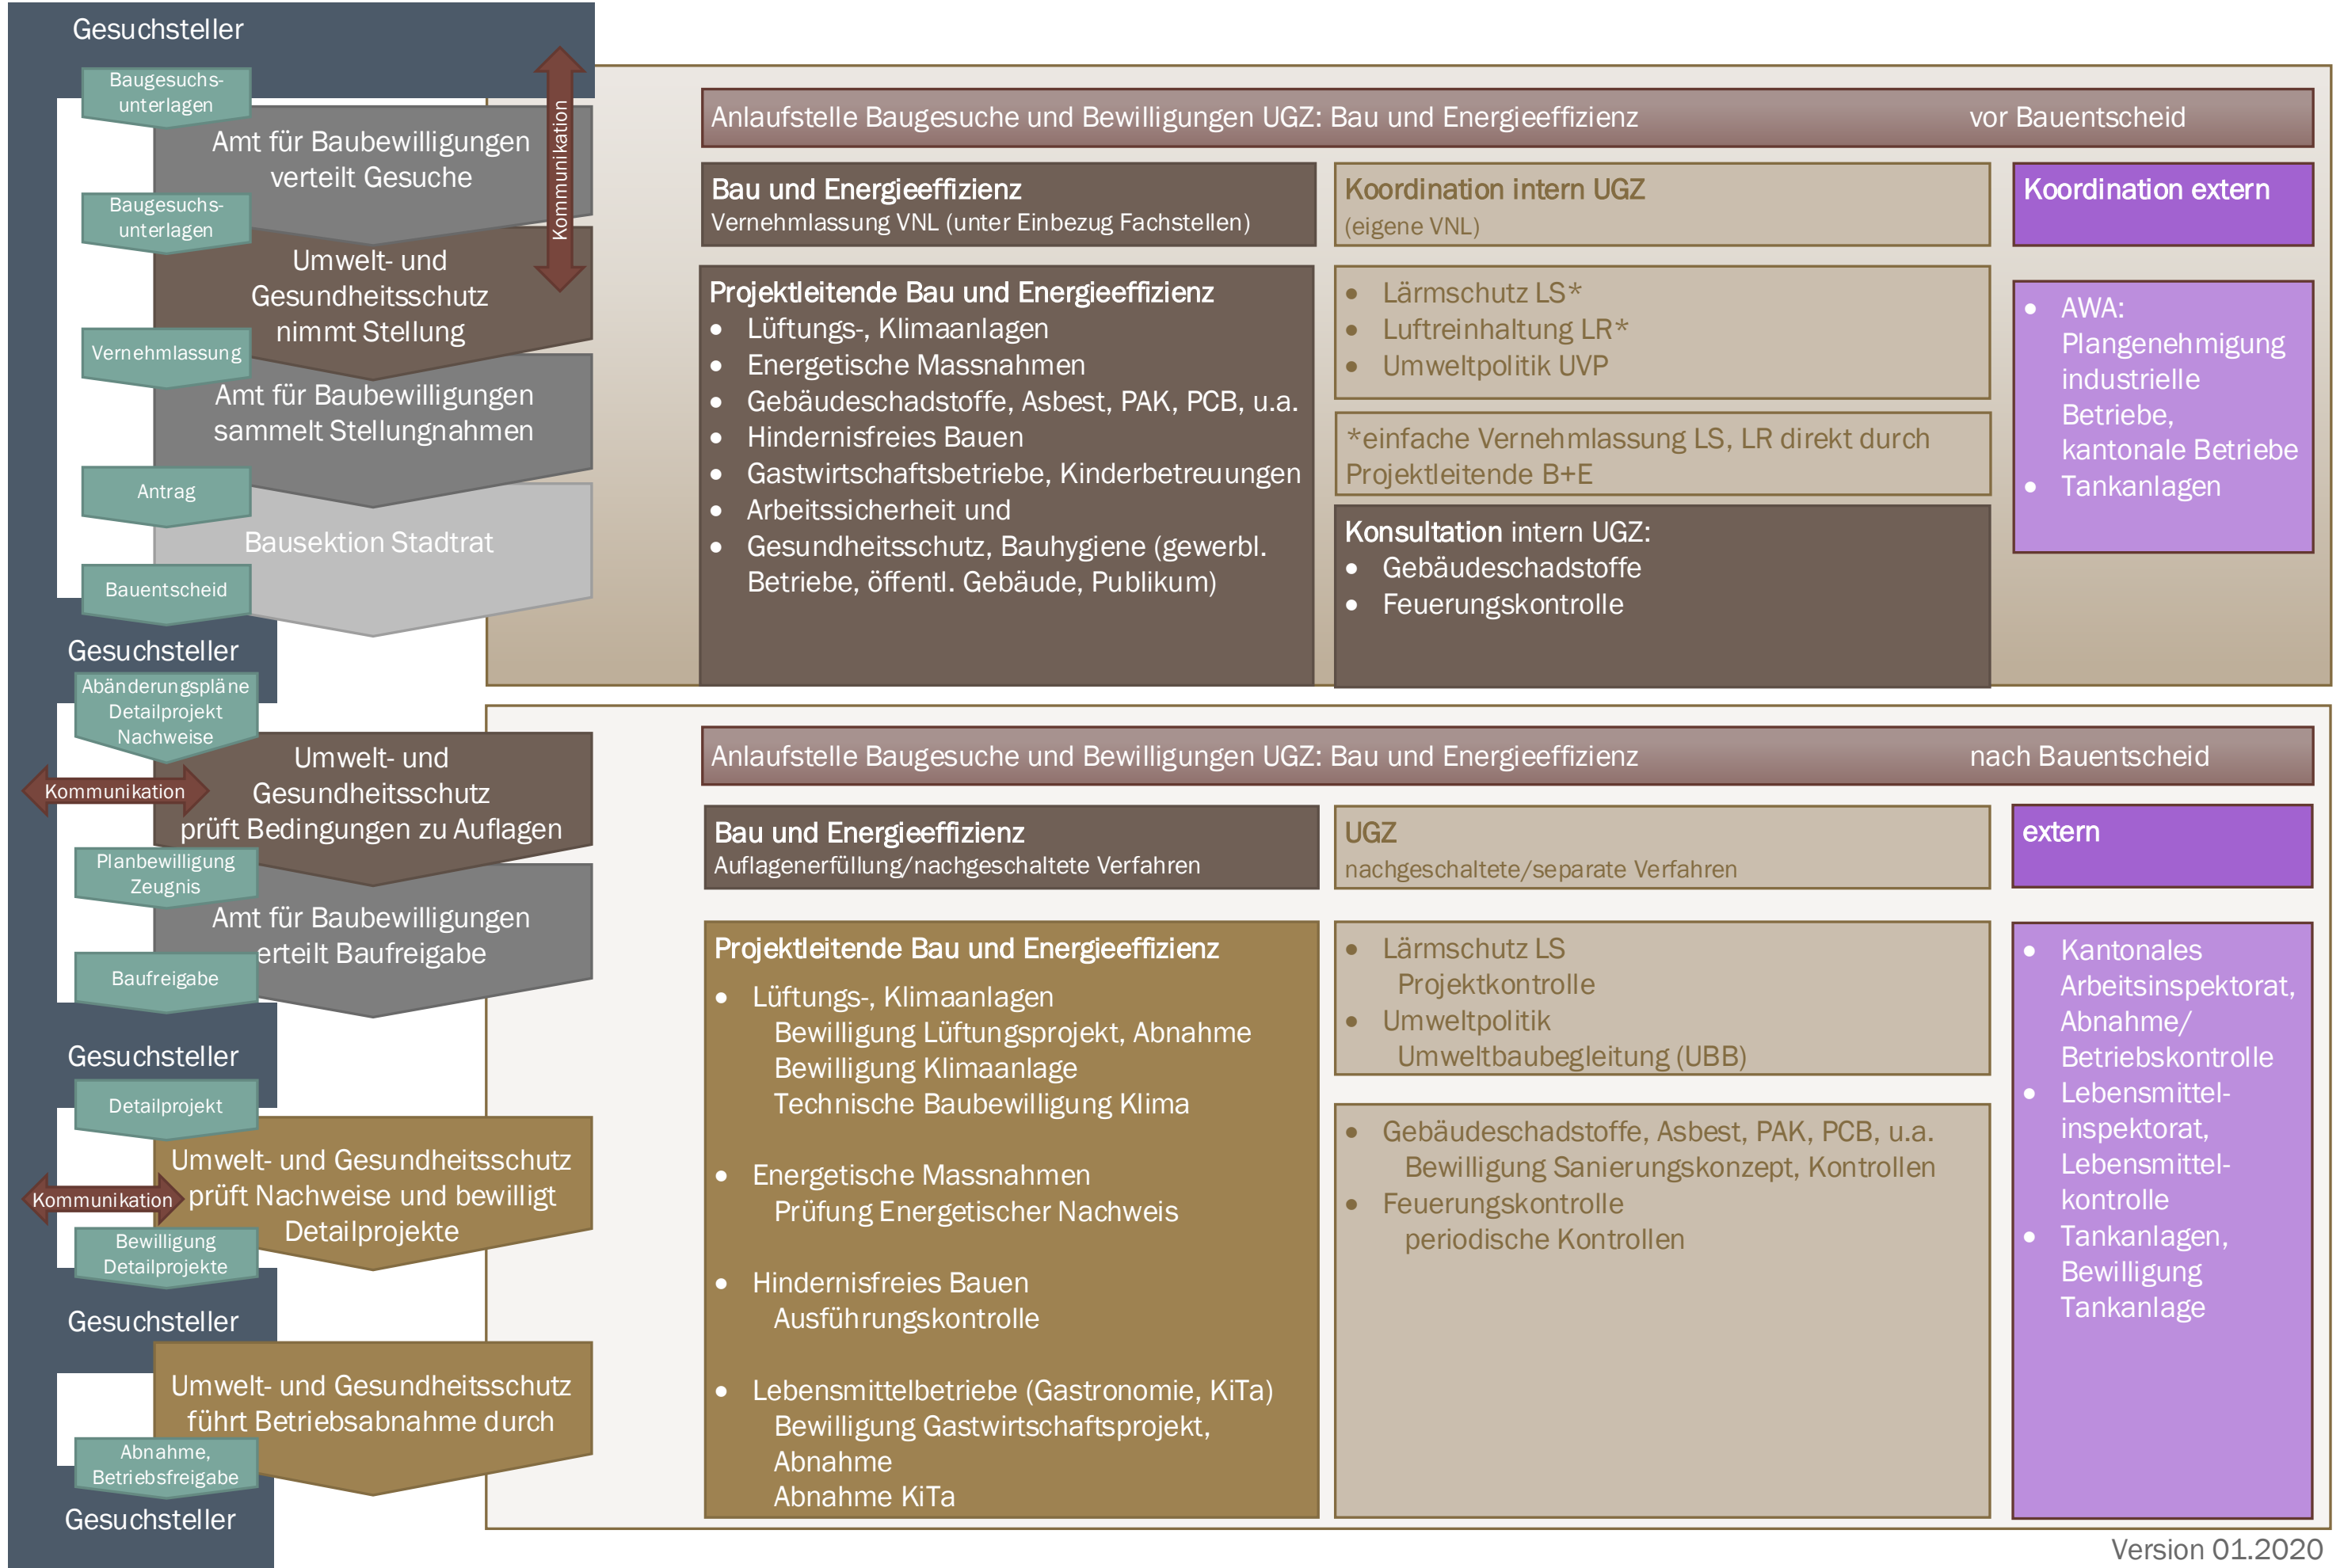 Gesuchsteller
Baugesuchs-
unterlagen
Amt für Baubewilligungen
verteilt Gesuche
Kommunikation
Baugesuchs-
unterlagen
Umwelt- und
Gesundheitsschutz
nimmt Stellung
Vernehmlassung
Amt für Baubewilligungen
sammelt Stellungnahmen
Antrag
Bausektion Stadtrat
Bauentscheid
Gesuchsteller
Abänderungspläne
Detailprojekt
Nachweise
Umwelt- und
Gesundheitsschutz
prüft Bedingungen zu Auflagen
Kommunikation
Planbewilligung
Zeugnis
Amt für Baubewilligungen
erteilt Baufreigabe
Baufreigabe
Gesuchsteller
Detailprojekt
Umwelt- und Gesundheitsschutz
prüft Nachweise und bewilligt
Detailprojekte
Kommunikation
Bewilligung
Detailprojekte
Gesuchsteller
Umwelt- und Gesundheitsschutz
führt Betriebsabnahme durch
Abnahme,
Betriebsfreigabe
Gesuchsteller
Anlaufstelle Baugesuche und Bewilligungen UGZ: Bau und Energieeffizienz vor Bauentscheid
Bau und Energieeffizienz
Vernehmlassung VNL (unter Einbezug Fachstellen)
Projektleitende Bau und Energieeffizienz
• Lüftungs-, Klimaanlagen
• Energetische Massnahmen
• Gebäudeschadstoffe, Asbest, PAK, PCB, u.a.
• Hindernisfreies Bauen
• Gastwirtschaftsbetriebe, Kinderbetreuungen
• Arbeitssicherheit und
• Gesundheitsschutz, Bauhygiene (gewerbl.
Betriebe, öffentl. Gebäude, Publikum)
Koordination intern UGZ
(eigene VNL)
• Lärmschutz LS*
• Luftreinhaltung LR*
• Umweltpolitik UVP
*einfache Vernehmlassung LS, LR direkt durch
Projektleitende B+E
Konsultation intern UGZ:
• Gebäudeschadstoffe
• Feuerungskontrolle
Koordination extern
• AWA:
Plangenehmigung
industrielle
Betriebe,
kantonale Betriebe
• Tankanlagen
Anlaufstelle Baugesuche und Bewilligungen UGZ: Bau und Energieeffizienz nach Bauentscheid
Bau und Energieeffizienz
Auflagenerfüllung/nachgeschaltete Verfahren
Projektleitende Bau und Energieeffizienz
• Lüftungs-, Klimaanlagen
Bewilligung Lüftungsprojekt, Abnahme
Bewilligung Klimaanlage
Technische Baubewilligung Klima
• Energetische Massnahmen
Prüfung Energetischer Nachweis
• Hindernisfreies Bauen
Ausführungskontrolle
• Lebensmittelbetriebe (Gastronomie, KiTa)
Bewilligung Gastwirtschaftsprojekt,
Abnahme
Abnahme KiTa
UGZ
nachgeschaltete/separate Verfahren
• Lärmschutz LS
Projektkontrolle
• Umweltpolitik
Umweltbaubegleitung (UBB)
• Gebäudeschadstoffe, Asbest, PAK, PCB, u.a.
Bewilligung Sanierungskonzept, Kontrollen
• Feuerungskontrolle
periodische Kontrollen
extern
• Kantonales
Arbeitsinspektorat,
Abnahme/
Betriebskontrolle
• Lebensmittel-
inspektorat,
Lebensmittel-
kontrolle
• Tankanlagen,
Bewilligung
Tankanlage
Version 01.2020